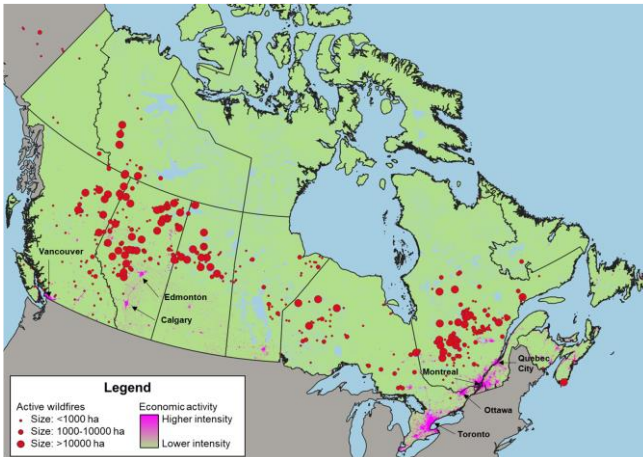 Vancouver
Edmonton
Calgary
Quebec
City
Montreal
Ottawa
Toronto
Legend
Active wildfires
Size: <1000 ha
Size: 1000-10000 ha
Size: >10000 ha
Economic activity
Higher intensity
Lower intensity